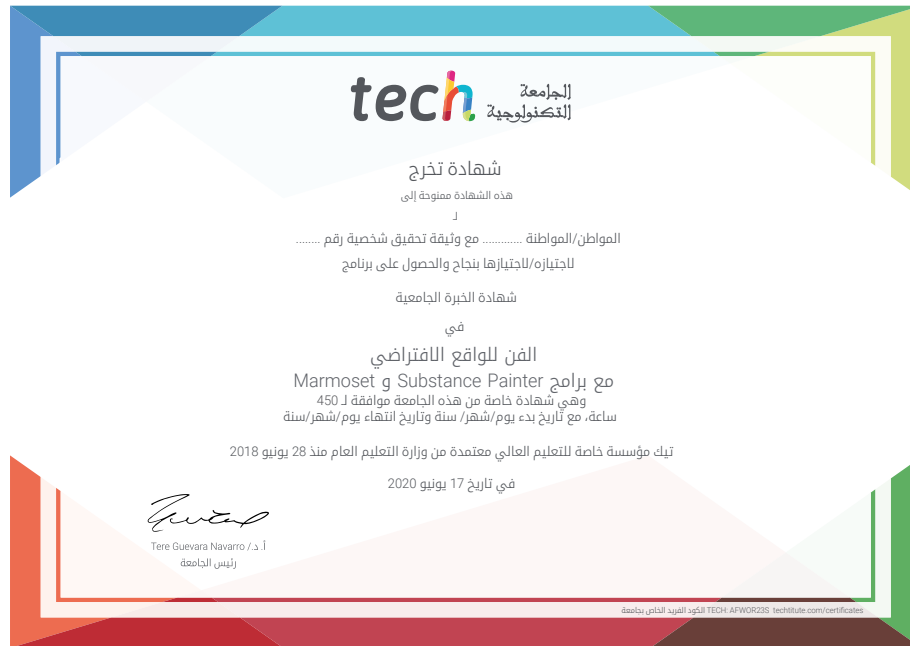 tech الجامعة
التكنولوجية
شهادة تخرج
هذه الشهادة ممنوحة إلى
لـ
المواطن/المواطنة ............ مع وثيقة تحقيق شخصية رقم ........
لاجتيازه/لاجتيازها بنجاح والحصول على برنامج
شهادة الخبرة الجامعية
في
الفن للواقع الافتراضي
مع برامج Substance Painter و Marmoset
وهي شهادة خاصة من هذه الجامعة موافقة لـ 450
ساعة، مع تاريخ بدء يوم/شهر/ سنة وتاريخ انتهاء يوم/شهر/سنة
تيك مؤسسة خاصة للتعليم العالي معتمدة من وزارة التعليم العام منذ 28 يونيو 2018
في تاريخ 17 يونيو 2020
أ. د./ Tere Guevara Navarro
رئيس الجامعة
الكود الفريد الخاص بجامعة TECH: AFWOR23S techtitute.com/certificates